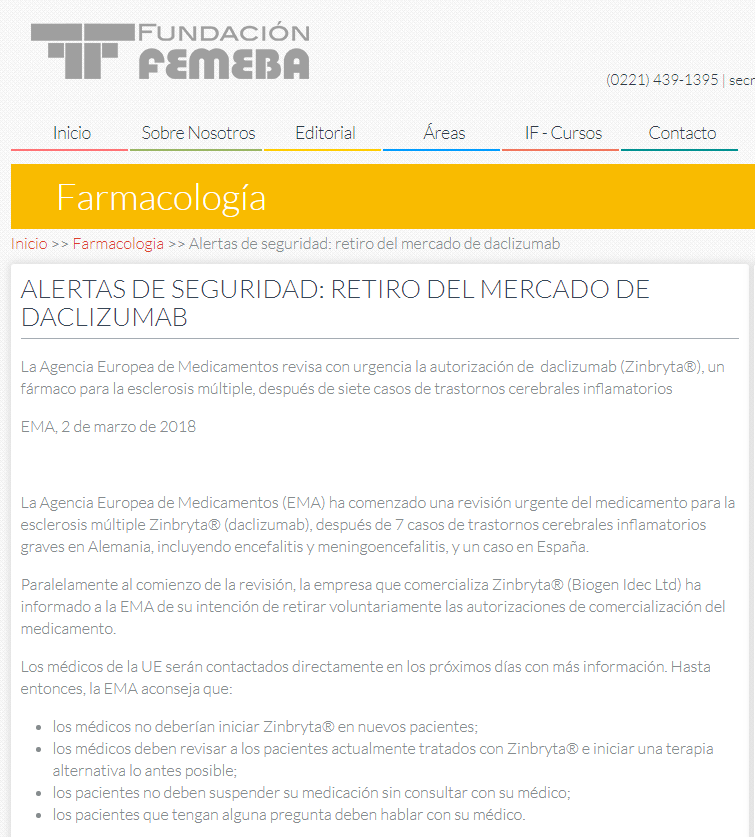 FUNDACIÓN
FEMEBA
(0221) 439-1395 | secr
Inicio Sobre Nosotros Editorial Áreas IF - Cursos Contacto
Farmacología
Inicio >> Farmacologia >> Alertas de seguridad: retiro del mercado de daclizumab
ALERTAS DE SEGURIDAD: RETIRO DEL MERCADO DE
DACLIZUMAB
La Agencia Europea de Medicamentos revisa con urgencia la autorización de daclizumab (Zinbryta®), un
fármaco para la esclerosis múltiple, después de siete casos de trastornos cerebrales inflamatorios
EMA, 2 de marzo de 2018
La Agencia Europea de Medicamentos (EMA) ha comenzado una revisión urgente del medicamento para la
esclerosis múltiple Zinbryta® (daclizumab), después de 7 casos de trastornos cerebrales inflamatorios
graves en Alemania, incluyendo encefalitis y meningoencefalitis, y un caso en España.
Paralelamente al comienzo de la revisión, la empresa que comercializa Zinbryta® (Biogen Idec Ltd) ha
informado a la EMA de su intención de retirar voluntariamente las autorizaciones de comercialización del
medicamento.
Los médicos de la UE serán contactados directamente en los próximos días con más información. Hasta
entonces, la EMA aconseja que:
• los médicos no deberían iniciar Zinbryta® en nuevos pacientes;
• los médicos deben revisar a los pacientes actualmente tratados con Zinbryta® e iniciar una terapia
alternativa lo antes posible;
• los pacientes no deben suspender su medicación sin consultar con su médico;
• los pacientes que tengan alguna pregunta deben hablar con su médico.